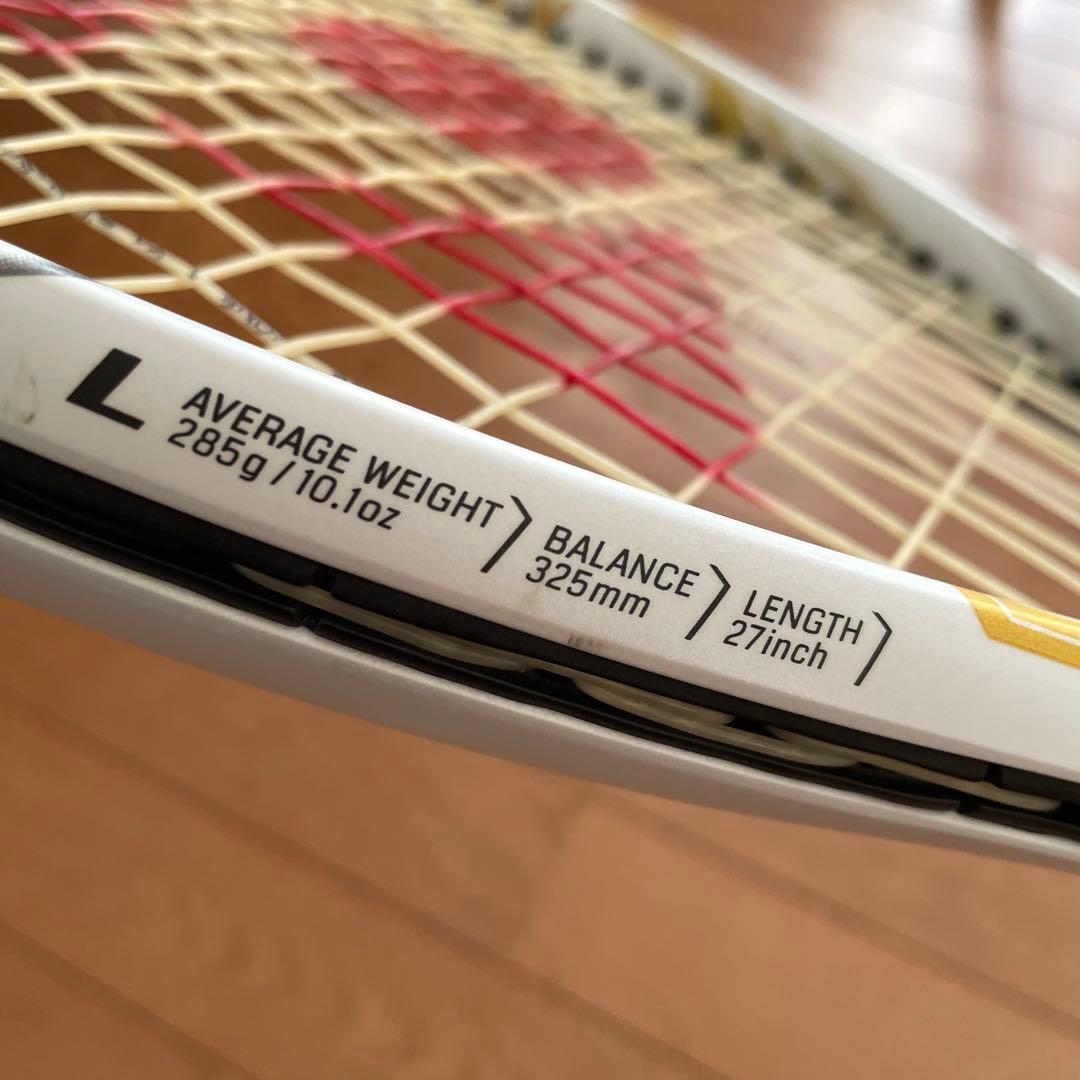 L
AVERAGE WEIGHT
285g / 10.1oz
BALANCE
325mm
LENGTH
27inch